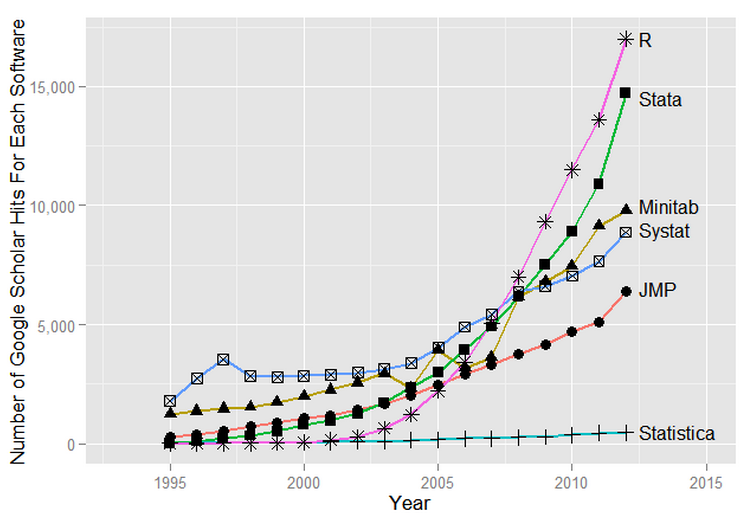 Number of Google Scholar Hits For Each Software
15,000
10,000
5,000
0
R
Stata
Minitab
Systat
JMP
Statistica
1995
2000
2005
2010
2015
Year